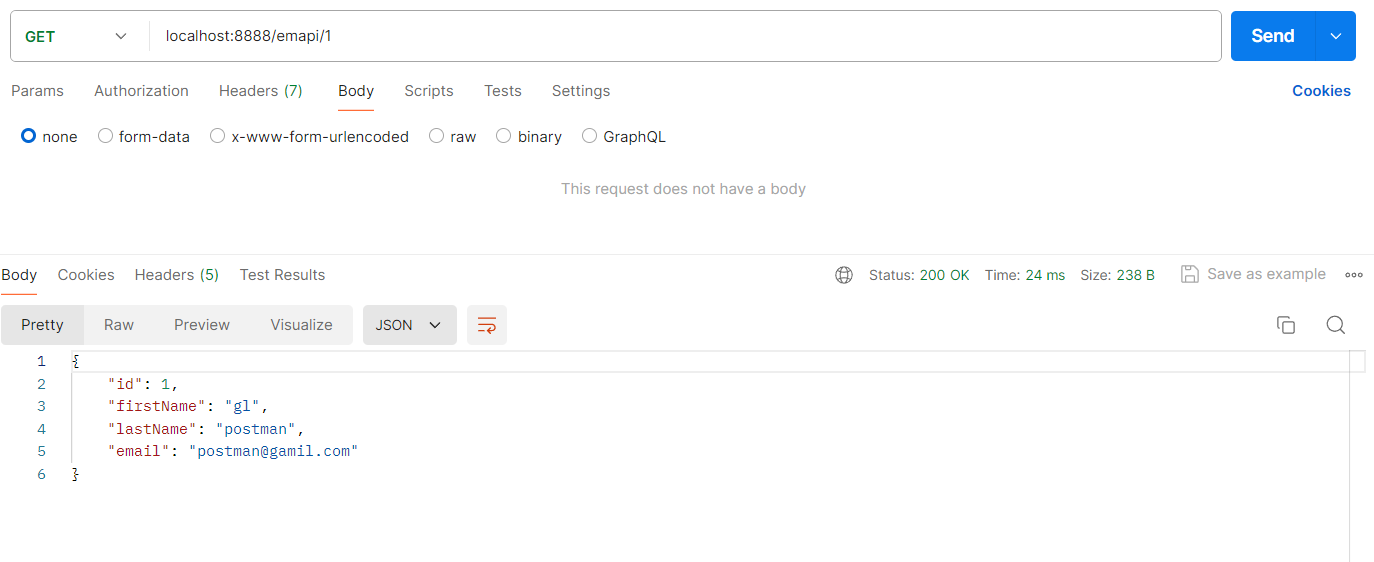 GET localhost:8888/emapi/1 Send
Params Authorization Headers (7) Body Scripts Tests Settings Cookies
none form-data x-www-form-urlencoded raw binary GraphQL
This request does not have a body
Body Cookies Headers (5) Test Results Status: 200 OK Time: 24 ms Size: 238 B Save as example
Pretty Raw Preview Visualize JSON
1 {
2 "id": 1,
3 "firstName": "gl",
4 "lastName": "postman",
5 "email": "postman@gamil.com"
6 }